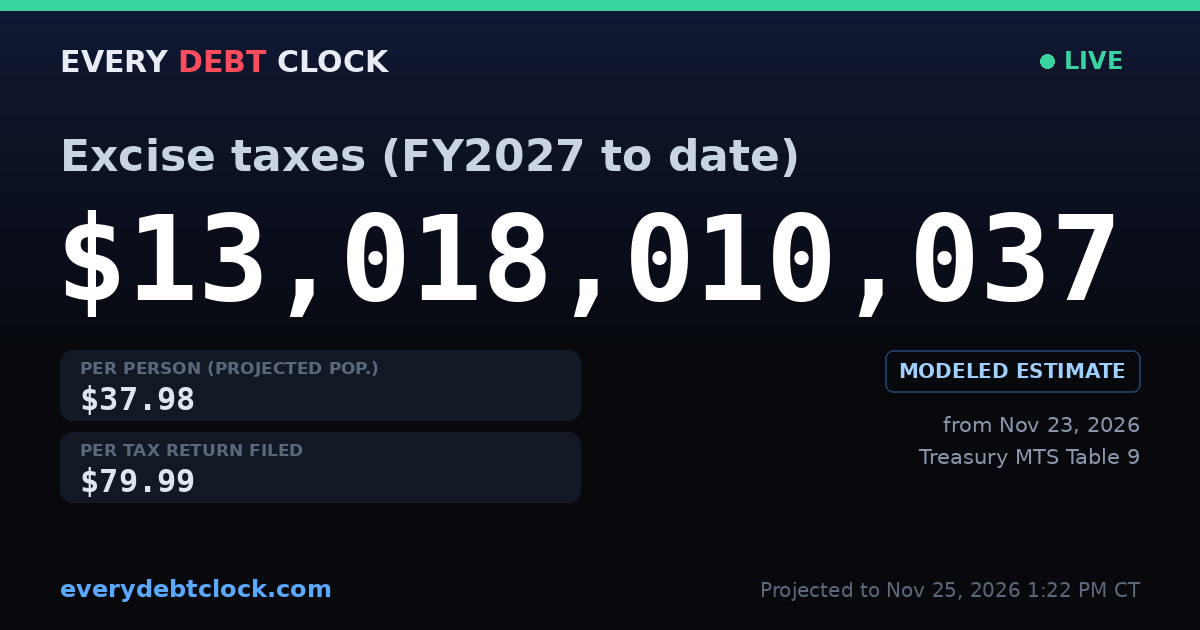 EVERY DEBT CLOCK
LIVE
Excise taxes (FY2027 to date)
$13,018,010,037
PER PERSON (PROJECTED POP.)
$37.98
PER TAX RETURN FILED
$79.99
MODELED ESTIMATE
from Nov 23, 2026
Treasury MTS Table 9
everydebtclock.com
Projected to Nov 25, 2026 1:22 PM CT